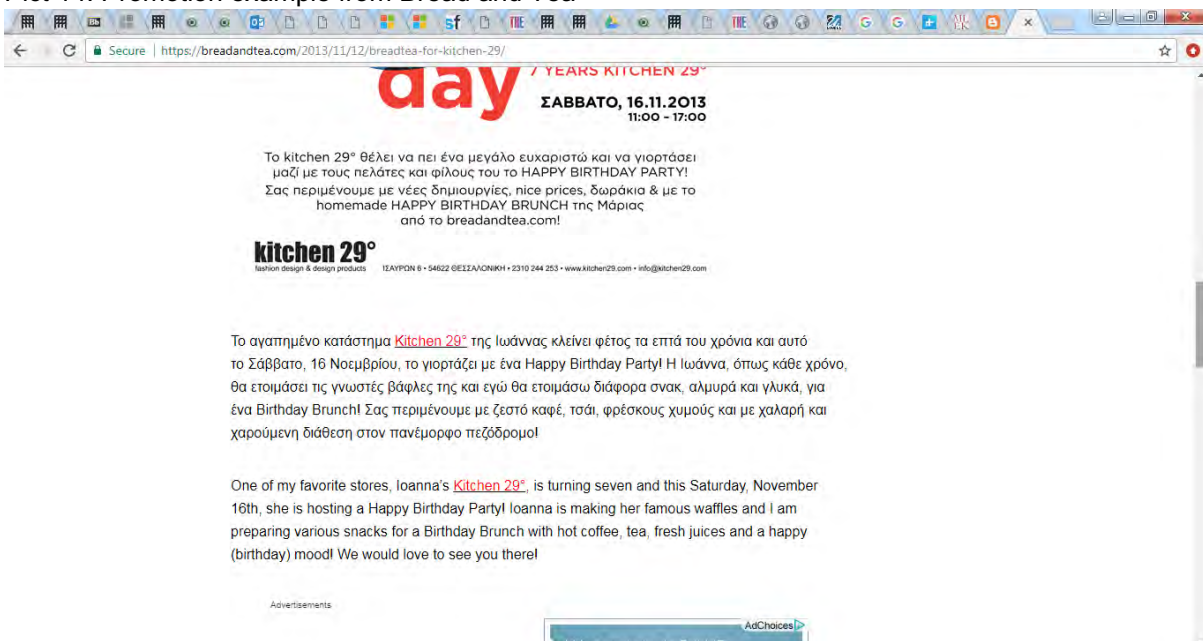 Secure | https://breadandtea.com/2013/11/12/breadtea-for-kitchen-29/
day
7 YEARS KITCHEN 29°
ΣΑΒΒΑΤΟ, 16.11.2013
11:00 - 17:00
Το kitchen 29° θέλει να πει ένα μεγάλο ευχαριστώ και να γιορτάσει
μαζί με τους πελάτες και φίλους του το HAPPY BIRTHDAY PARTY!
Σας περιμένουμε με νέες δημιουργίες, nice prices, δωράκια & με το
homemade HAPPY BIRTHDAY BRUNCH της Μάριας
από το breadandtea.com!
kitchen 29°
fashion design & design products ΙΣΑΥΡΩΝ 6 • 54622 ΘΕΣΣΑΛΟΝΙΚΗ • 2310 244 253 • www.kitchen29.com • info@kitchen29.com
Το αγαπημένο κατάστημα Kitchen 29° της Ιωάννας κλείνει φέτος τα επτά του χρόνια και αυτό
το Σάββατο, 16 Νοεμβρίου, το γιορτάζει με ένα Happy Birthday Party! Η Ιωάννα, όπως κάθε χρόνο,
θα ετοιμάσει τις γνωστές βάφλες της και εγώ θα ετοιμάσω διάφορα σνακ, αλμυρά και γλυκά, για
ένα Birthday Brunch! Σας περιμένουμε με ζεστό καφέ, τσάι, φρέσκους χυμούς και με χαλαρή και
χαρούμενη διάθεση στον πανέμορφο πεζόδρομο!
One of my favorite stores, Ioanna's Kitchen 29°, is turning seven and this Saturday, November
16th, she is hosting a Happy Birthday Party! Ioanna is making her famous waffles and I am
preparing various snacks for a Birthday Brunch with hot coffee, tea, fresh juices and a happy
(birthday) mood! We would love to see you there!
Advertisements
AdChoices